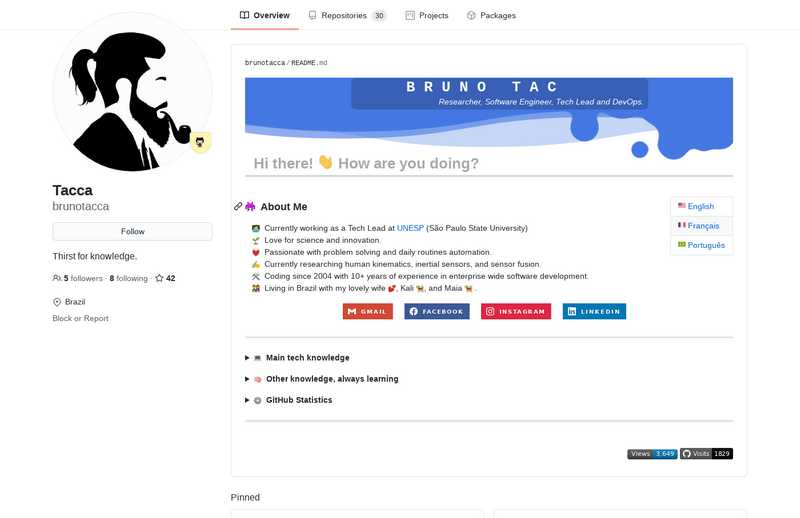 Overview Repositories 30 Projects Packages
brunotacca / README.md
BRUNO TAC
Researcher, Software Engineer, Tech Lead and DevOps.
Hi there! 👋 How are you doing?
Tacca
brunotacca
Follow
Thirst for knowledge.
5 followers · 8 following · 42
Brazil
Block or Report
About Me
English
Français
Português
Currently working as a Tech Lead at UNESP (São Paulo State University)
Love for science and innovation.
Passionate with problem solving and daily routines automation.
Currently researching human kinematics, inertial sensors, and sensor fusion.
Coding since 2004 with 10+ years of experience in enterprise wide software development.
Living in Brazil with my lovely wife 💕, Kali 🐕, and Maia 🐕.
GMAIL FACEBOOK INSTAGRAM LINKEDIN
Main tech knowledge
Other knowledge, always learning
GitHub Statistics
Views 3,649 Visits 1829
Pinned